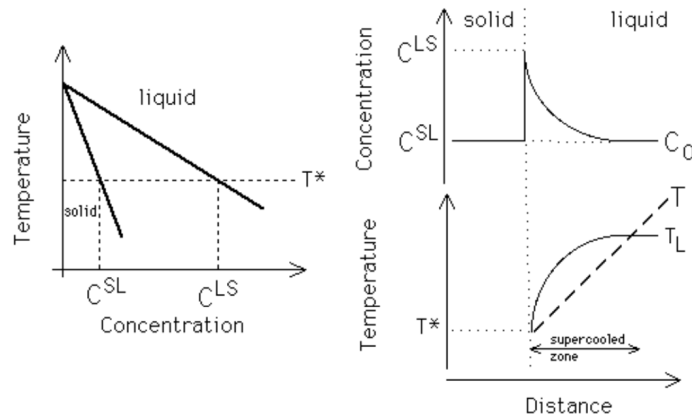 Temperature
liquid
solid
T*
C^SL
C^LS
Concentration
solid
liquid
Concentration
C^LS
C^SL
C_0
Temperature
T
T_L
T*
supercooled
zone
Distance